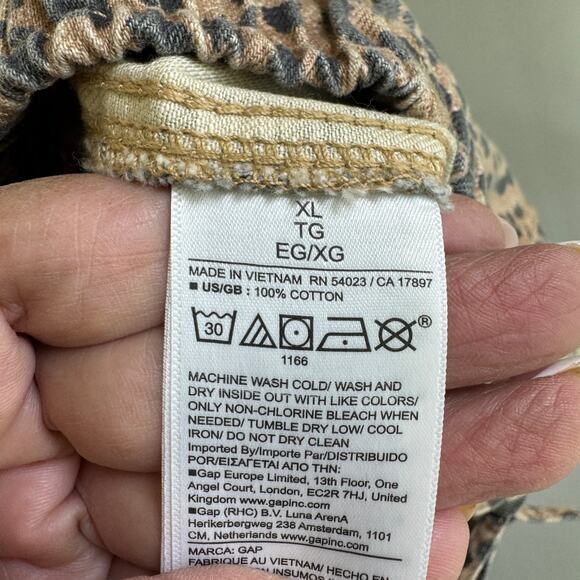 XL
TG
EG/XG
MADE IN VIETNAM RN 54023 / CA 17897
■ US/GB : 100% COTTON
30 ®
1166
MACHINE WASH COLD/ WASH AND
DRY INSIDE OUT WITH LIKE COLORS/
ONLY NON-CHLORINE BLEACH WHEN
NEEDED/ TUMBLE DRY LOW/ COOL
IRON/ DO NOT DRY CLEAN
Imported By/Importe Par/DISTRIBUIDO
POR/ΕΙΣΑΓΕΤΑΙ ΑΠΟ ΤΗΝ:
■Gap Europe Limited, 13th Floor, One
Angel Court, London, EC2R 7HJ, United
Kingdom www.gapinc.com
■Gap (RHC) B.V. Luna ArenA
Herikerbergweg 238 Amsterdam, 1101
CM, Netherlands www.gapinc.com
MARCA: GAP
FABRIQUE AU VIETNAM/ HECHO EN
INSUMOS